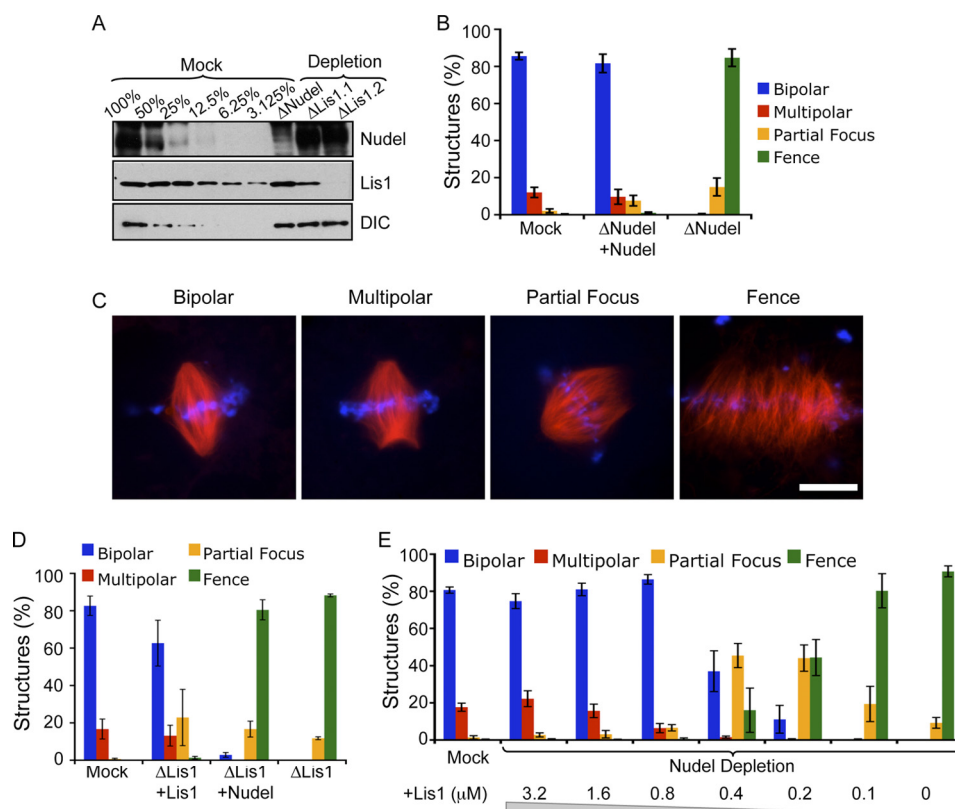 A
Mock
Depletion
100%
50%
25%
12.5%
6.25%
3.125%
ΔNudel
ΔLis1.1
ΔLis1.2
Nudel
Lis1
DIC
B
Structures (%)
100
80
60
40
20
0
Bipolar
Multipolar
Partial Focus
Fence
Mock
ΔNudel
+Nudel
ΔNudel
C
Bipolar
Multipolar
Partial Focus
Fence
D
Bipolar
Partial Focus
Multipolar
Fence
Structures (%)
100
80
60
40
20
0
Mock
ΔLis1
+Lis1
ΔLis1
+Nudel
ΔLis1
E
Bipolar
Multipolar
Partial Focus
Fence
Structures (%)
100
80
60
40
20
0
Mock
Nudel Depletion
+Lis1 (µM) 3.2 1.6 0.8 0.4 0.2 0.1 0